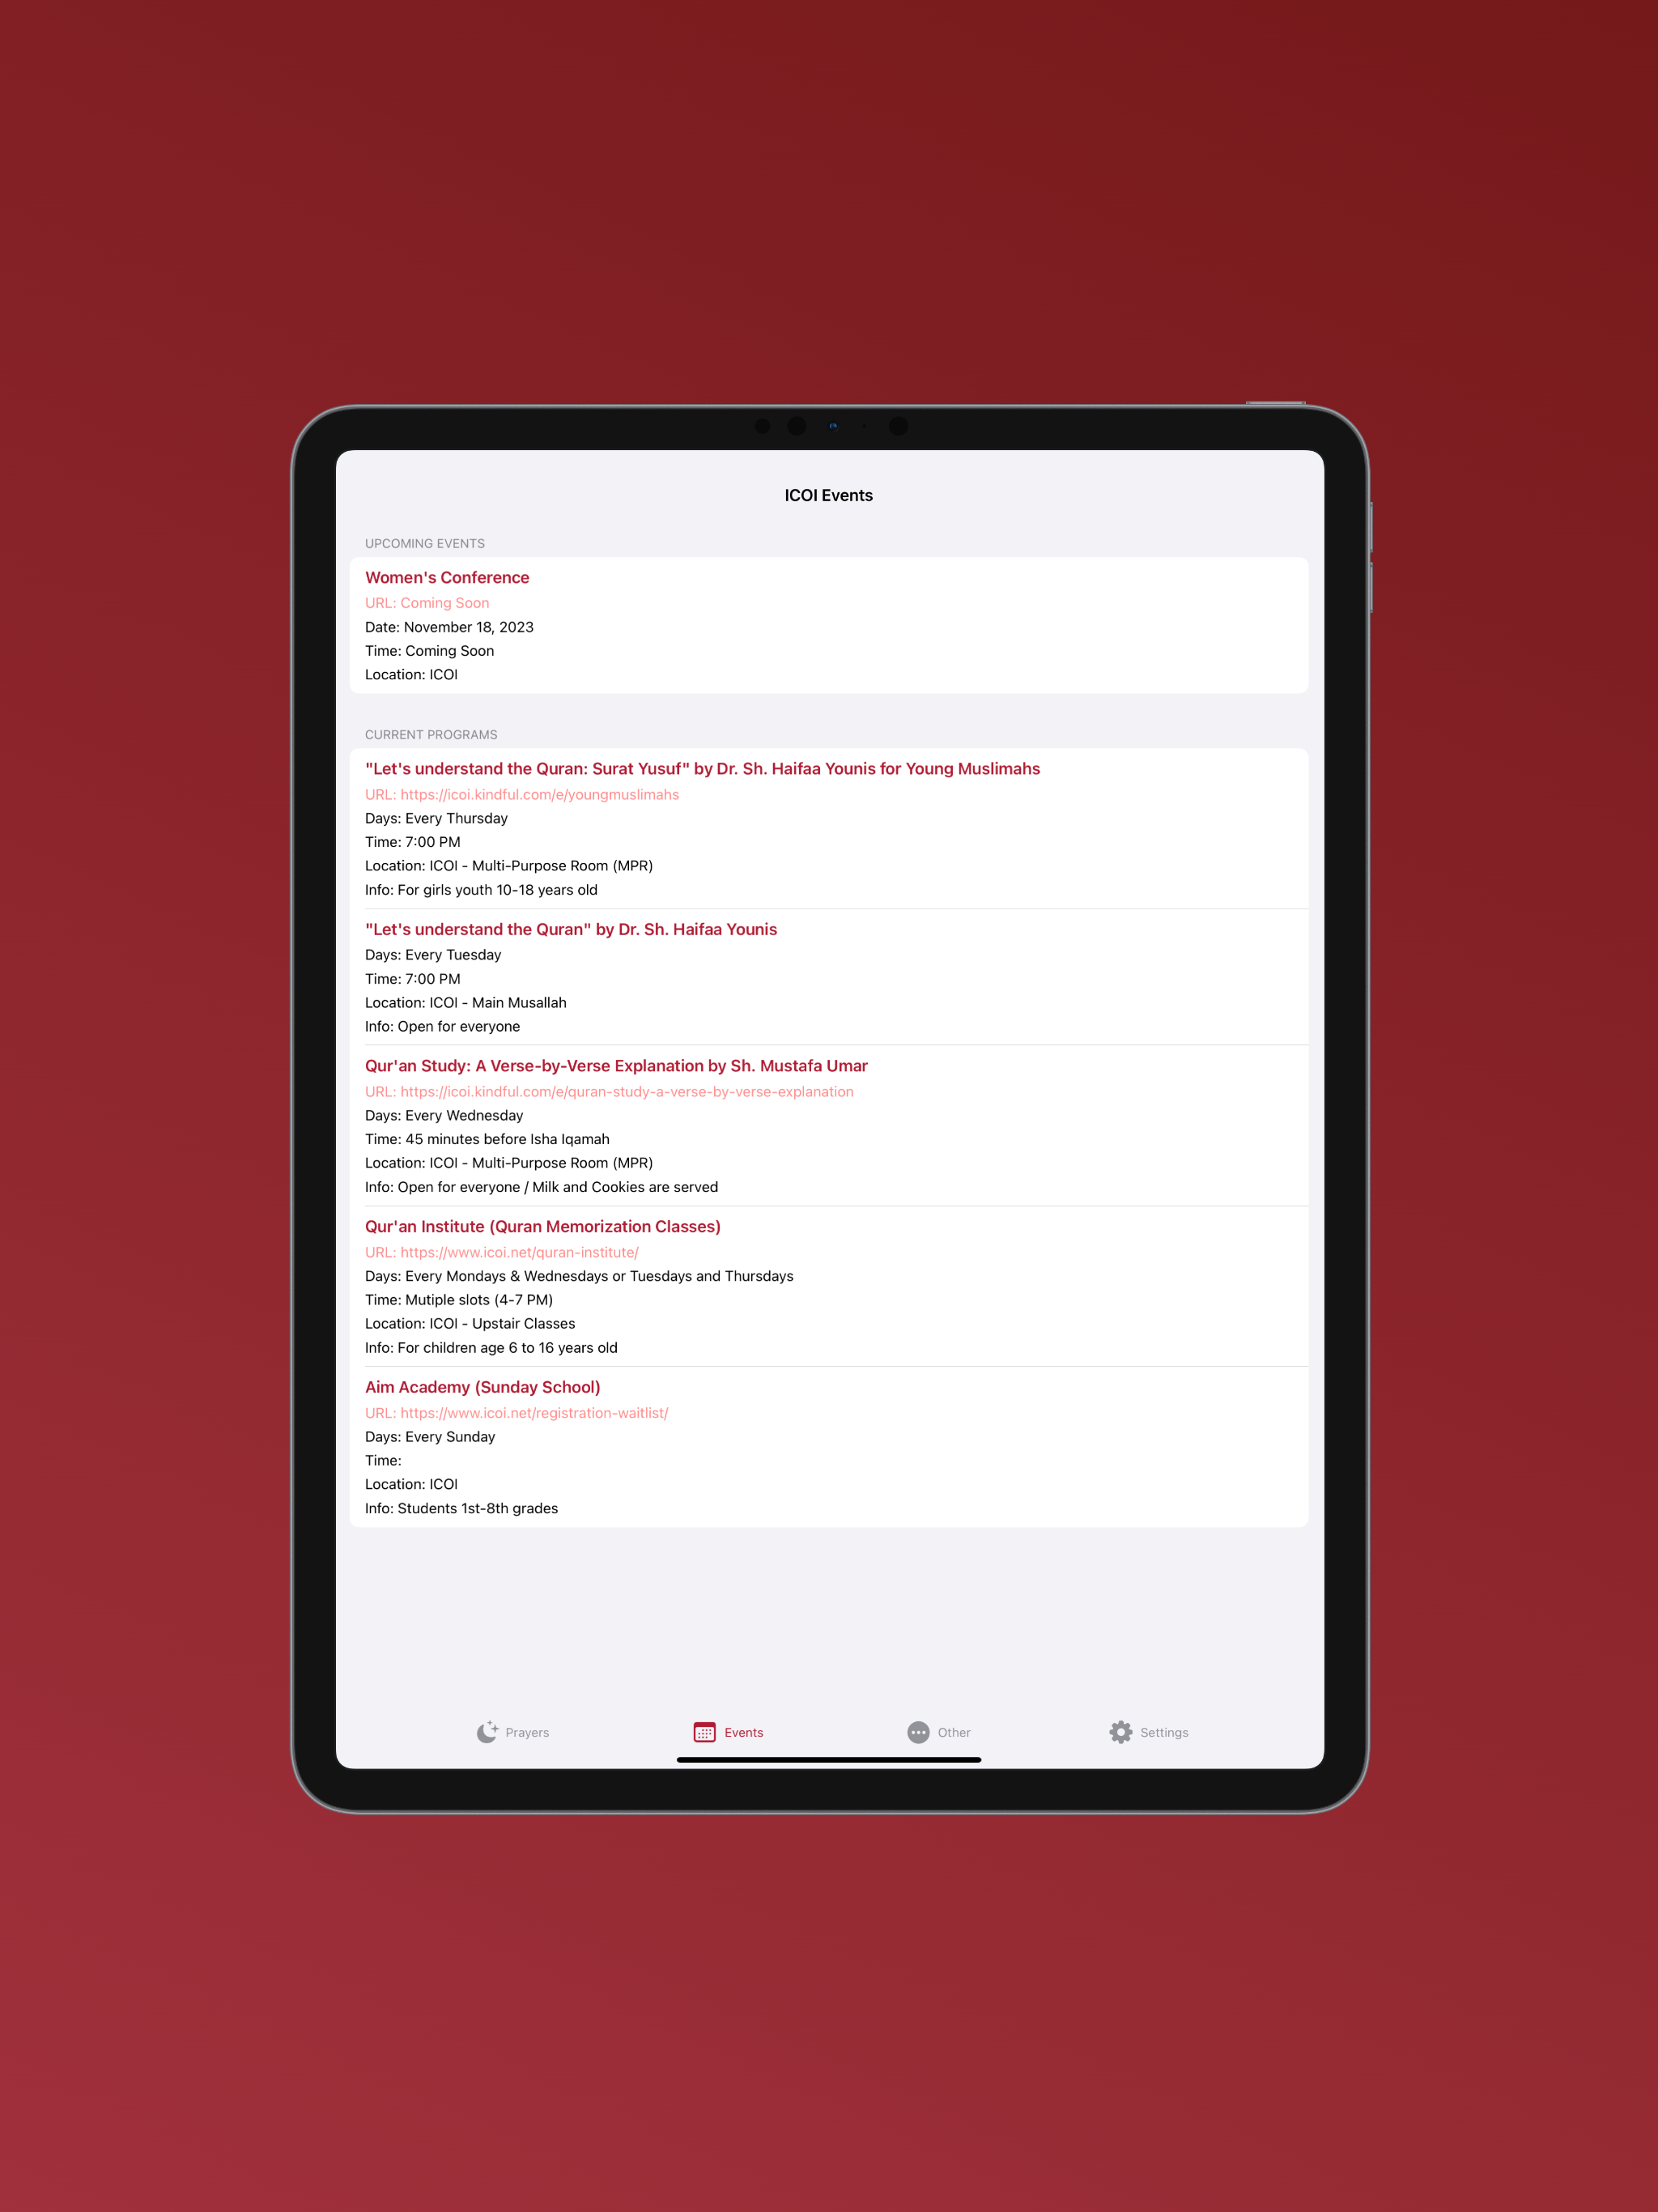 ICOI Events
UPCOMING EVENTS
Women's Conference
URL: Coming Soon
Date: November 18, 2023
Time: Coming Soon
Location: ICOI
CURRENT PROGRAMS
"Let's understand the Quran: Surat Yusuf" by Dr. Sh. Haifaa Younis for Young Muslimahs
URL: https://icoi.kindful.com/e/youngmuslimahs
Days: Every Thursday
Time: 7:00 PM
Location: ICOI - Multi-Purpose Room (MPR)
Info: For girls youth 10-18 years old
"Let's understand the Quran" by Dr. Sh. Haifaa Younis
Days: Every Tuesday
Time: 7:00 PM
Location: ICOI - Main Musallah
Info: Open for everyone
Qur'an Study: A Verse-by-Verse Explanation by Sh. Mustafa Umar
URL: https://icoi.kindful.com/e/quran-study-a-verse-by-verse-explanation
Days: Every Wednesday
Time: 45 minutes before Isha Iqamah
Location: ICOI - Multi-Purpose Room (MPR)
Info: Open for everyone / Milk and Cookies are served
Qur'an Institute (Quran Memorization Classes)
URL: https://www.icoi.net/quran-institute/
Days: Every Mondays & Wednesdays or Tuesdays and Thursdays
Time: Mutiple slots (4-7 PM)
Location: ICOI - Upstair Classes
Info: For children age 6 to 16 years old
Aim Academy (Sunday School)
URL: https://www.icoi.net/registration-waitlist/
Days: Every Sunday
Time:
Location: ICOI
Info: Students 1st-8th grades
Prayers Events Other Settings